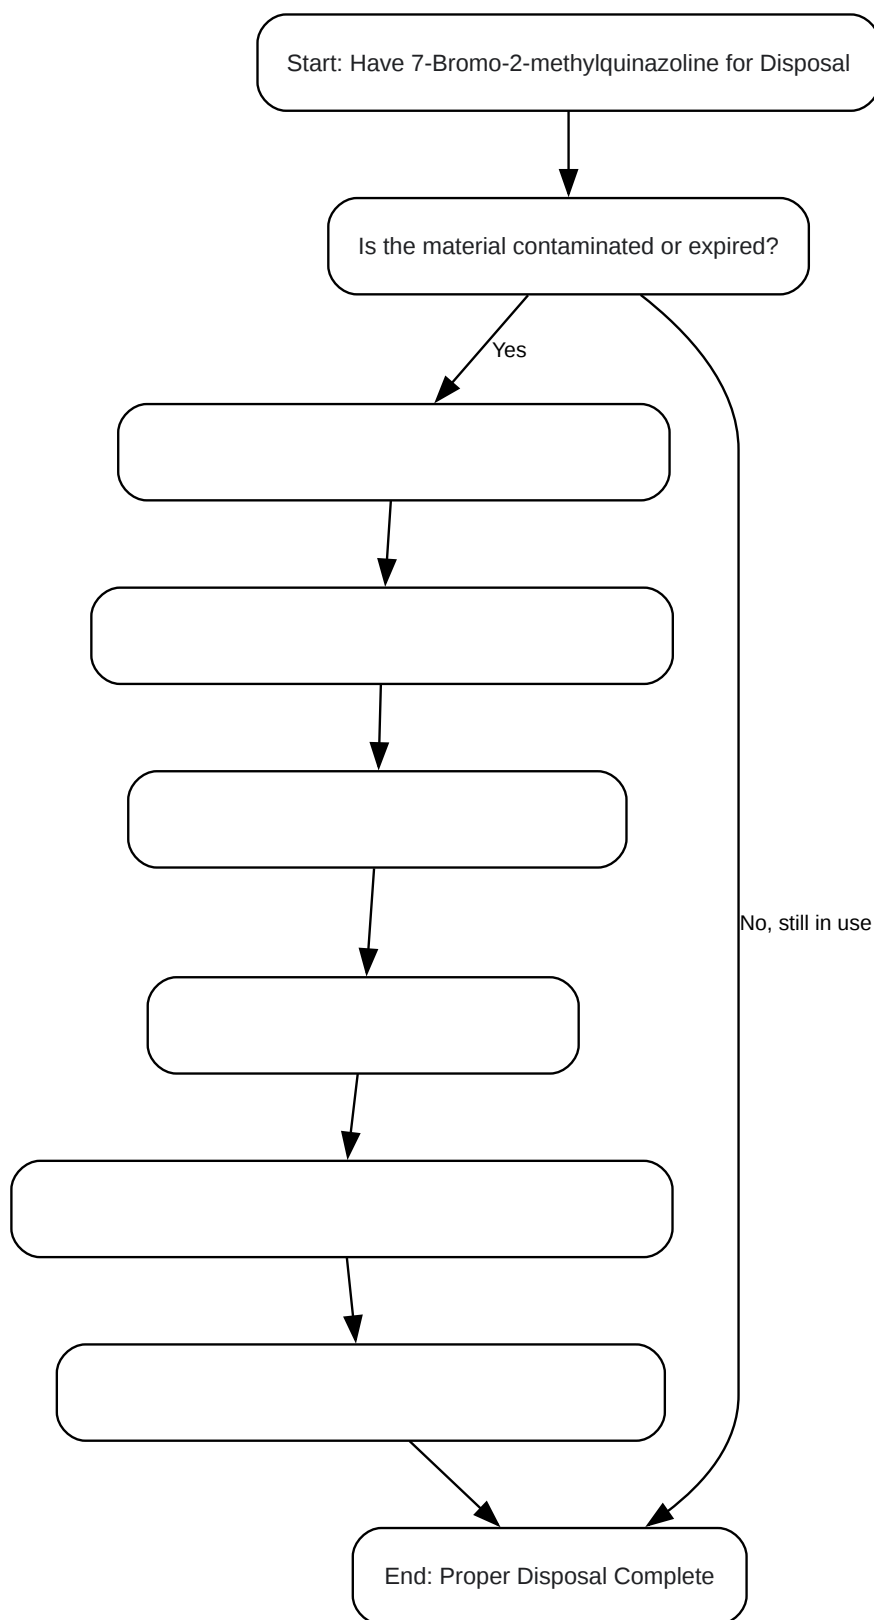 Start: Have 7-Bromo-2-methylquinazoline for Disposal
Is the material contaminated or expired?
Yes
No, still in use
End: Proper Disposal Complete